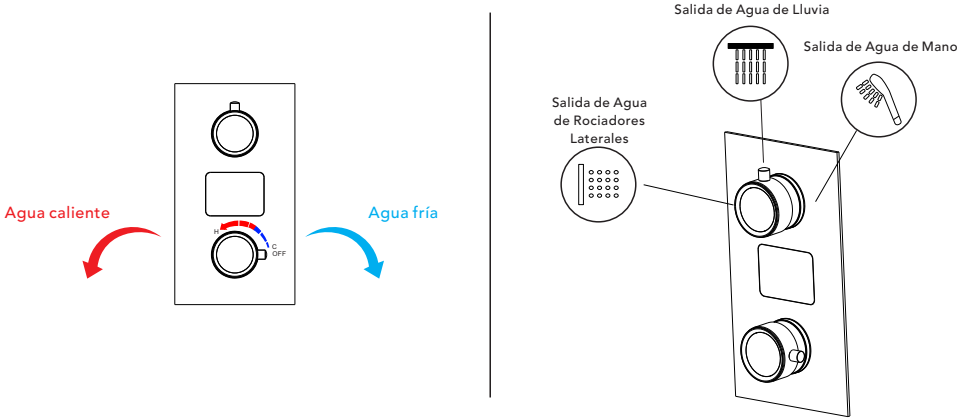 Agua caliente
Agua fría
H
C
OFF
Salida de Agua de Lluvia
Salida de Agua de Mano
Salida de Agua
de Rociadores
Laterales